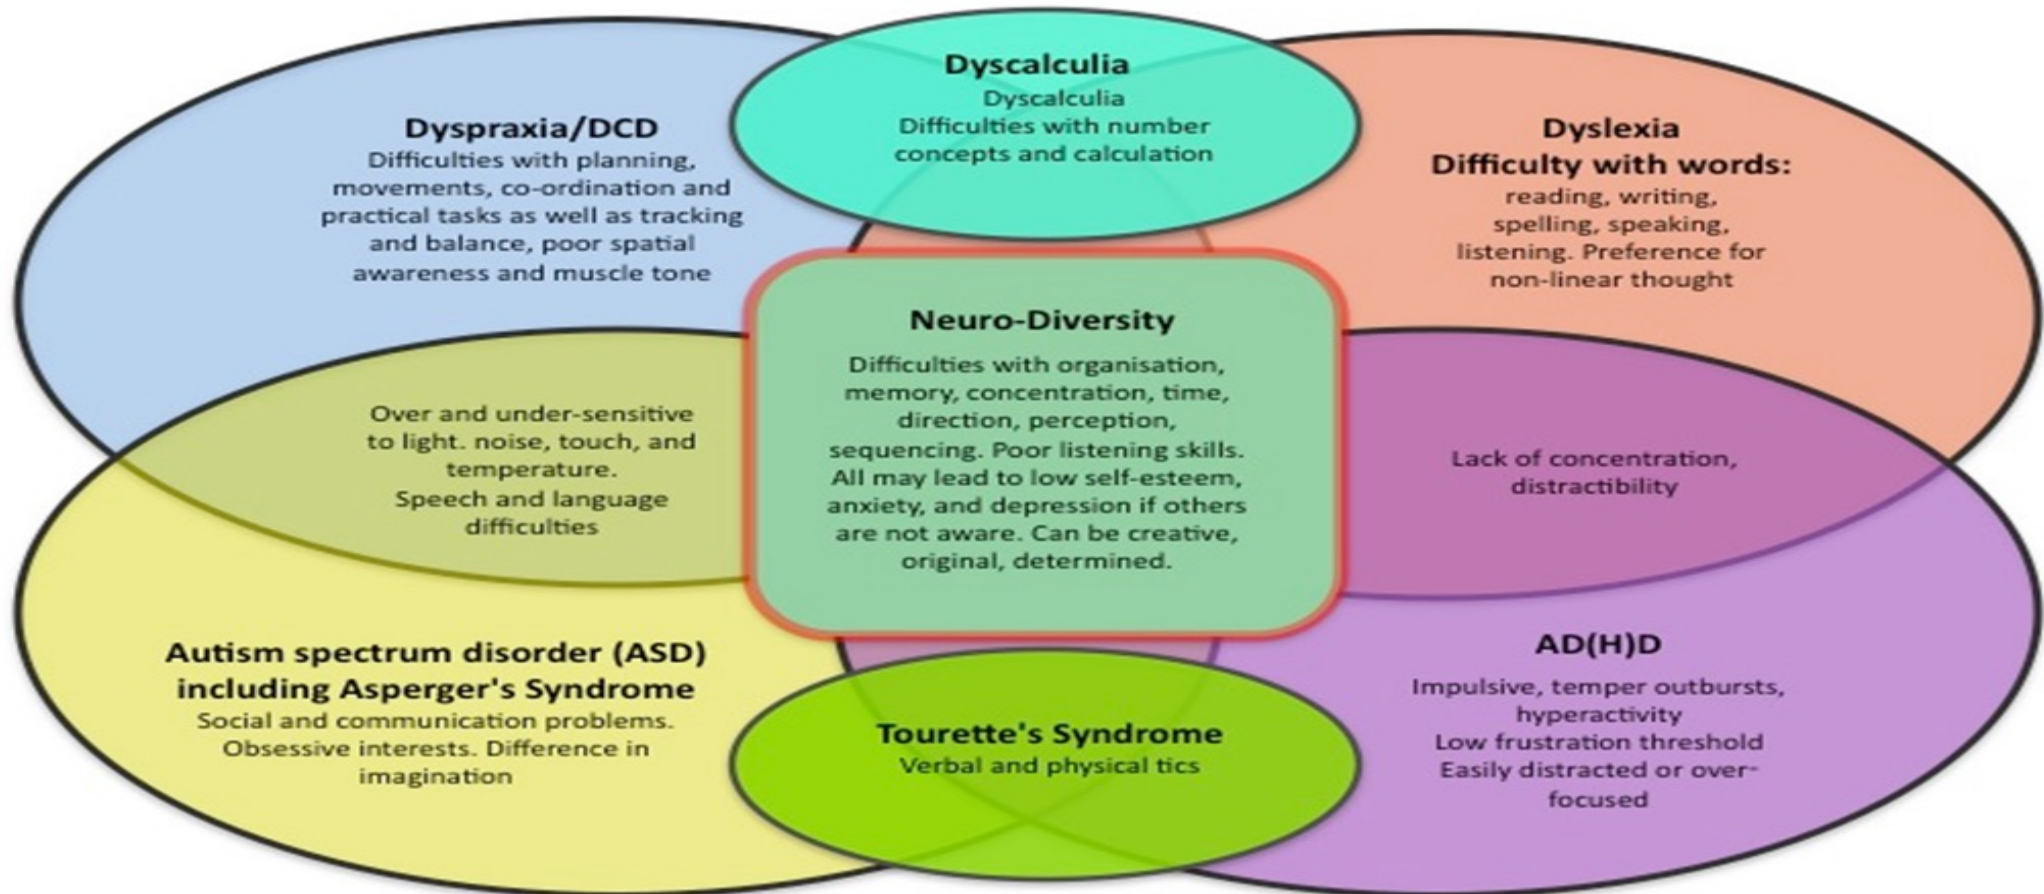 Dyscalculia
Dyscalculia
Difficulties with number
concepts and calculation
Dyspraxia/DCD
Difficulties with planning,
movements, co-ordination and
practical tasks as well as tracking
and balance, poor spatial
awareness and muscle tone
Dyslexia
Difficulty with words:
reading, writing,
spelling, speaking,
listening. Preference for
non-linear thought
Neuro-Diversity
Difficulties with organisation,
memory, concentration, time,
direction, perception,
sequencing. Poor listening skills.
All may lead to low self-esteem,
anxiety, and depression if others
are not aware. Can be creative,
original, determined.
Over and under-sensitive
to light. noise, touch, and
temperature.
Speech and language
difficulties
Lack of concentration,
distractibility
Autism spectrum disorder (ASD)
including Asperger's Syndrome
Social and communication problems.
Obsessive interests. Difference in
imagination
Tourette's Syndrome
Verbal and physical tics
AD(H)D
Impulsive, temper outbursts,
hyperactivity
Low frustration threshold
Easily distracted or over-
focused